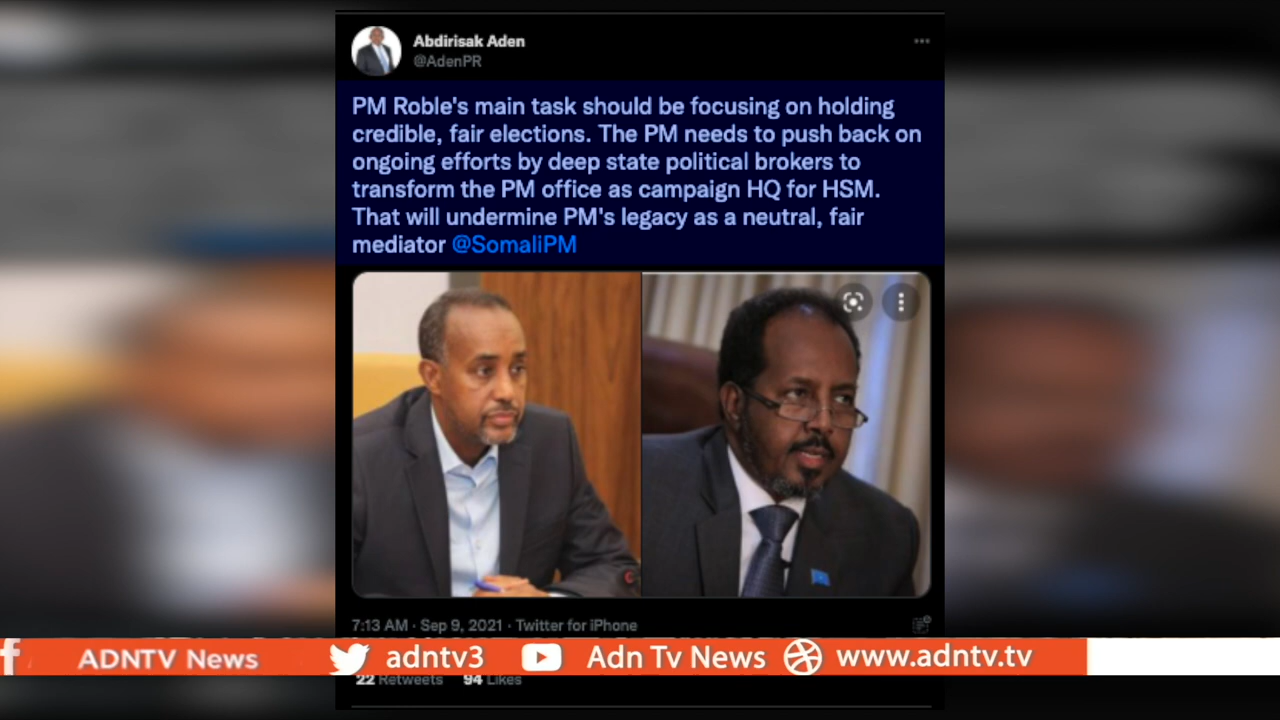 Abdirisak Aden
@AdenPR
PM Roble's main task should be focusing on holding
credible, fair elections. The PM needs to push back on
ongoing efforts by deep state political brokers to
transform the PM office as campaign HQ for HSM.
That will undermine PM's legacy as a neutral, fair
mediator @SomaliPM
7:13 AM · Sep 9, 2021 · Twitter for iPhone
ADNTV News adntv3 Adn Tv News www.adntv.tv
22 Retweets 94 Likes